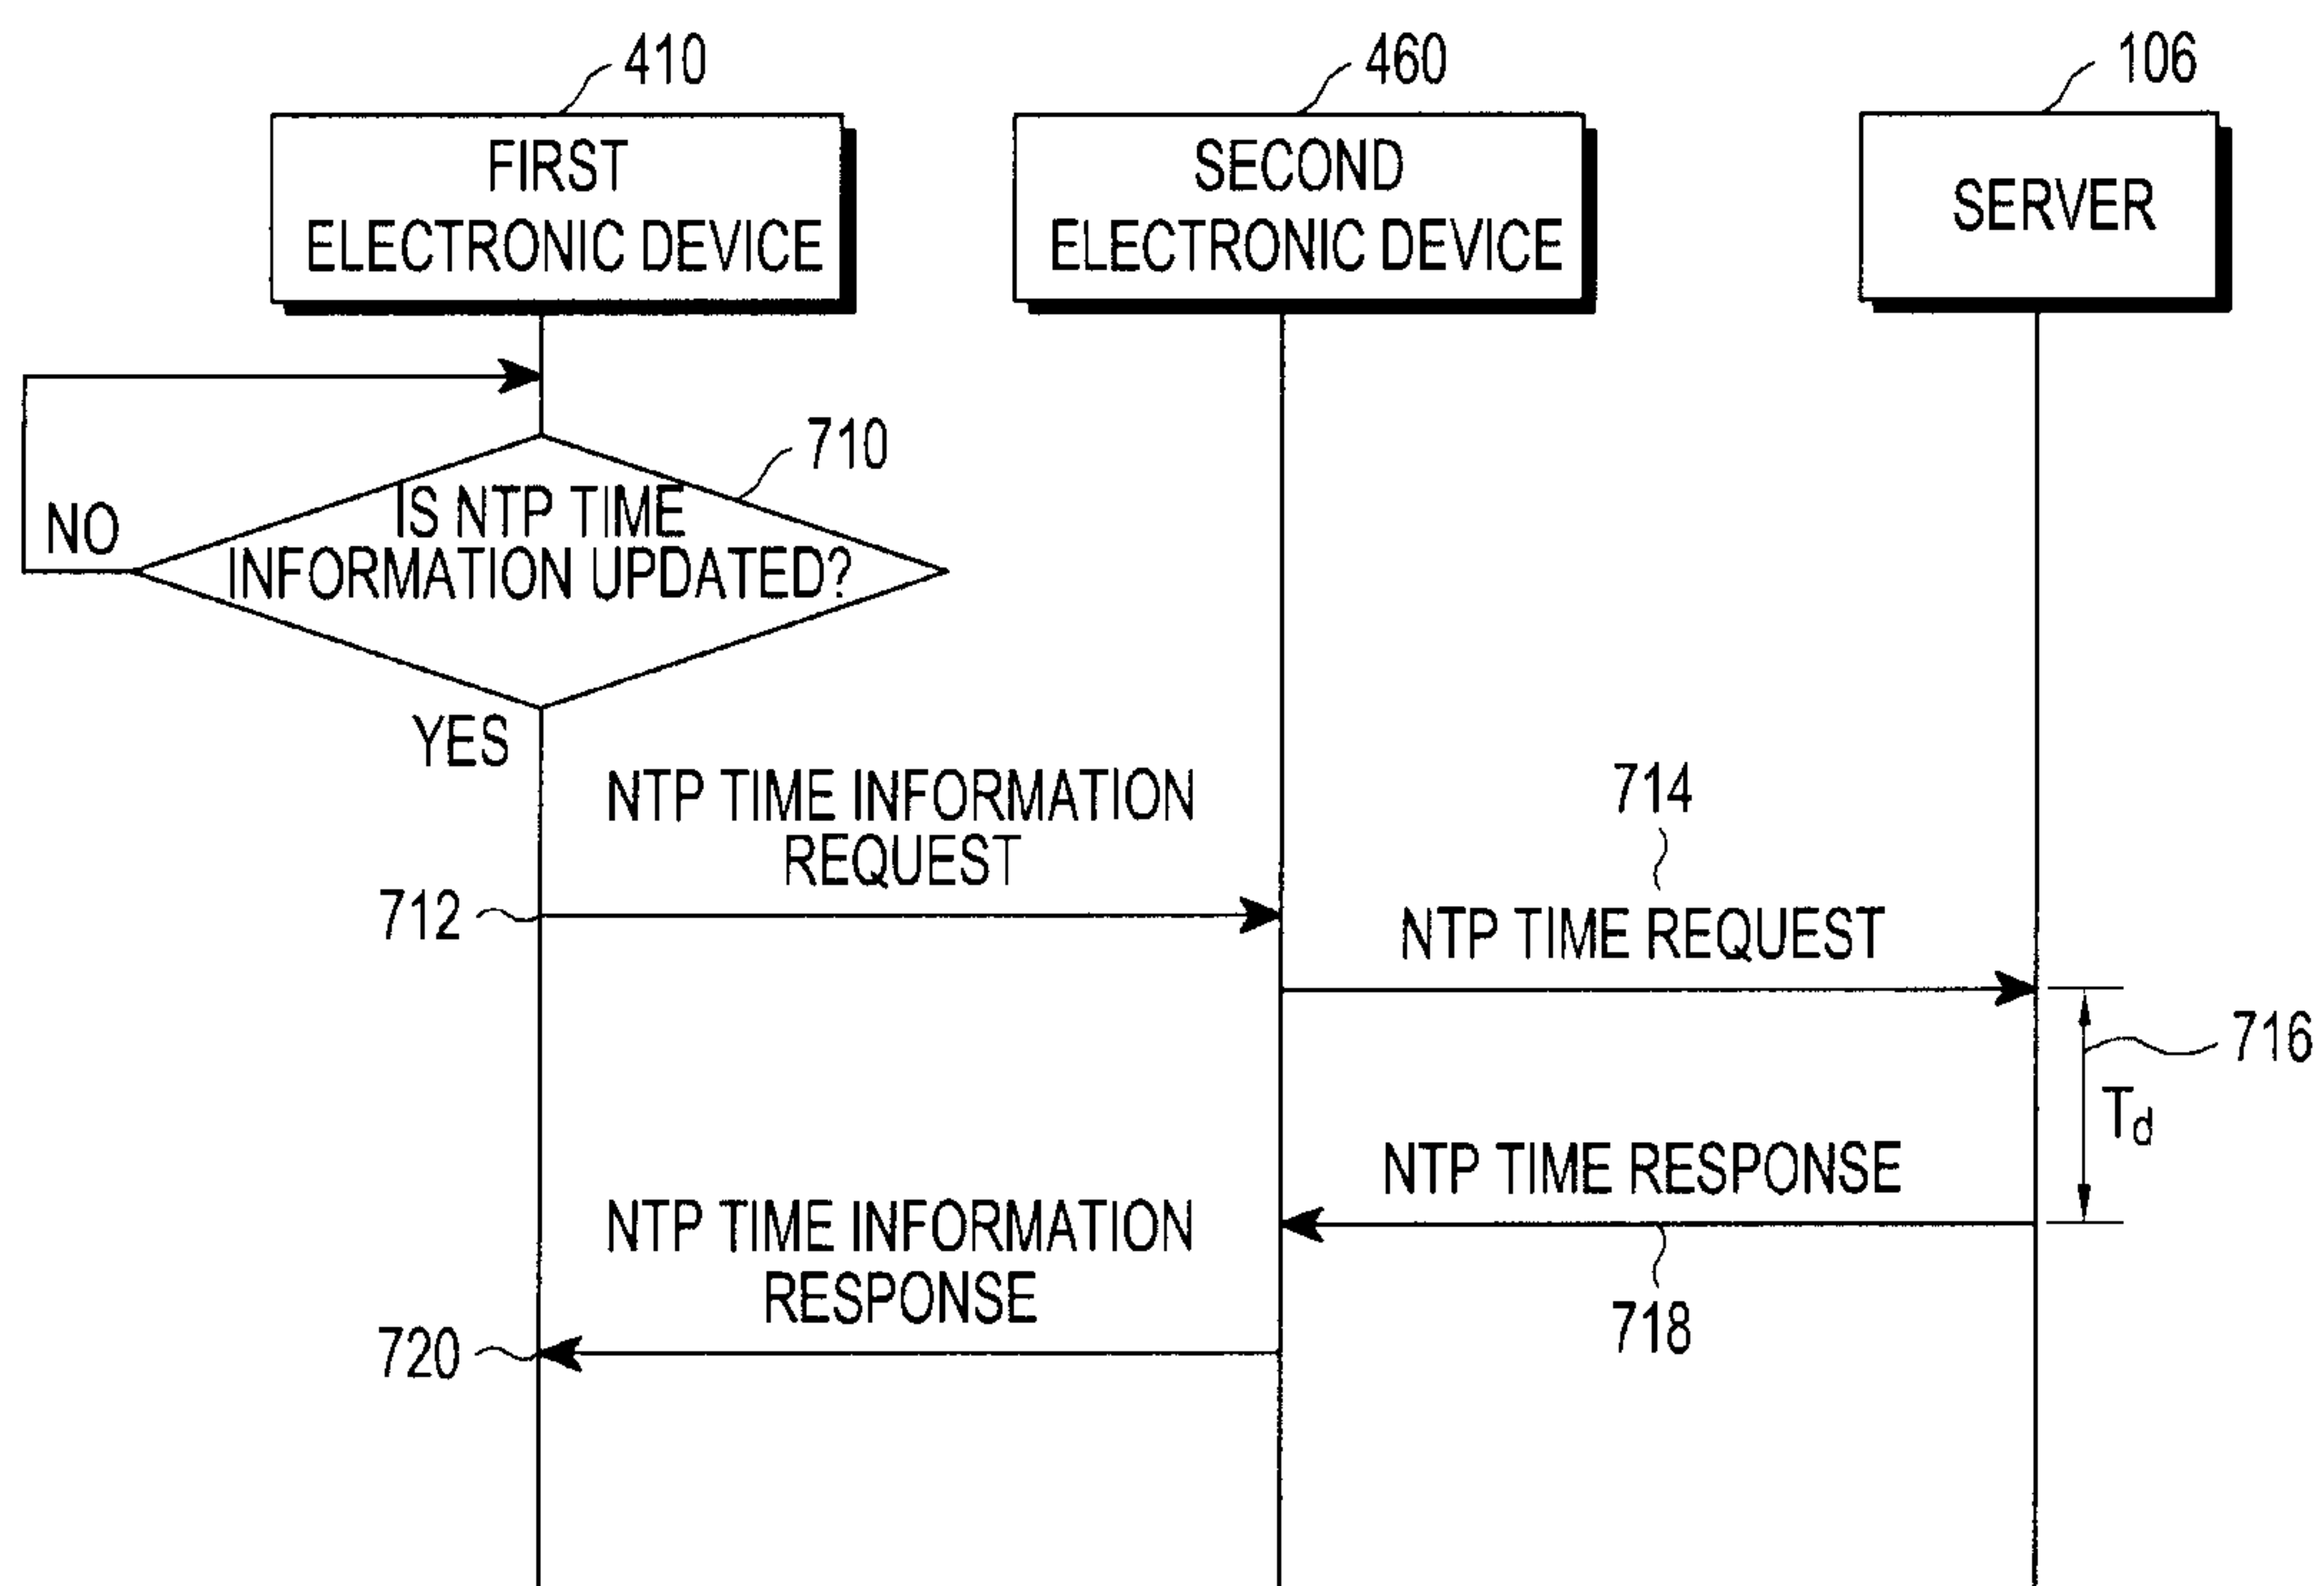 410
460
106
FIRST
ELECTRONIC DEVICE
SECOND
ELECTRONIC DEVICE
SERVER
710
NO
IS NTP TIME
INFORMATION UPDATED?
YES
NTP TIME INFORMATION
REQUEST
712
714
NTP TIME REQUEST
716
Td
NTP TIME RESPONSE
718
NTP TIME INFORMATION
RESPONSE
720